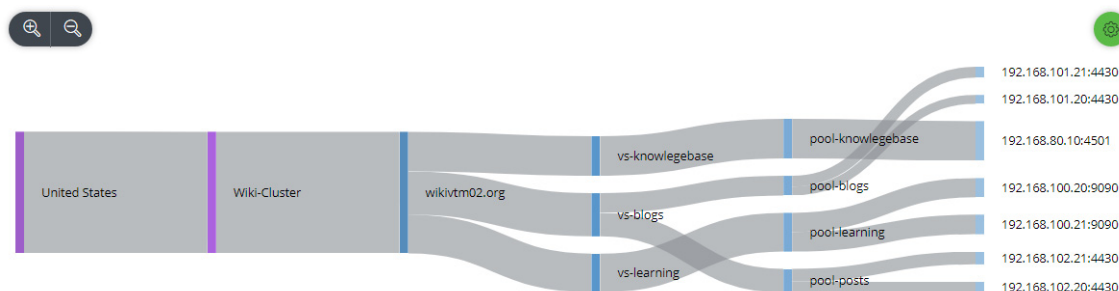 United States
Wiki-Cluster
wikivtm02.org
vs-knowlegebase
vs-blogs
vs-learning
pool-knowlegebase
pool-blogs
pool-learning
pool-posts
192.168.101.21:4430
192.168.101.20:4430
192.168.80.10:4501
192.168.100.20:9090
192.168.100.21:9090
192.168.102.21:4430
192.168.102.20:4430